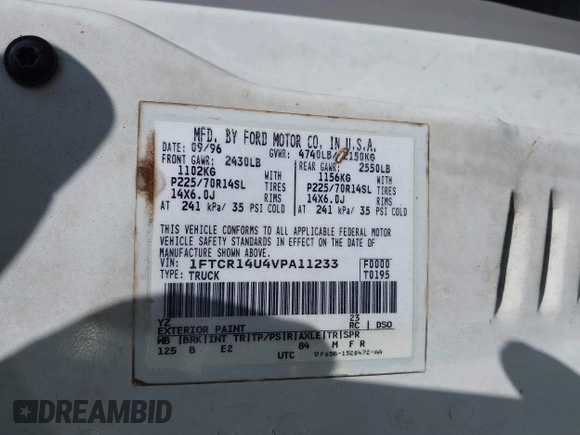 MFD. BY FORD MOTOR CO. IN U.S.A.
DATE: 09/96 GVWR: 4740LB/ 2150KG
FRONT GAWR: 2430LB REAR GAWR: 2550LB
1102KG WITH 1156KG WITH
P225/70R14SL TIRES P225/70R14SL TIRES
14X6.0J RIMS 14X6.0J RIMS
AT 241 kPa/ 35 PSI COLD AT 241 kPa/ 35 PSI COLD
THIS VEHICLE CONFORMS TO ALL APPLICABLE FEDERAL MOTOR
VEHICLE SAFETY STANDARDS IN EFFECT ON THE DATE OF
MANUFACTURE SHOWN ABOVE.
VIN: 1FTCR14U4VPA11233 F0000
TYPE: TRUCK T0195
YZ 23
EXTERIOR PAINT RC | DSO
WB |BRK|INT TR|TP/PS|R|AXLE|TR|SPR
125 B E2 84 M F R
UTC
DREAMBID